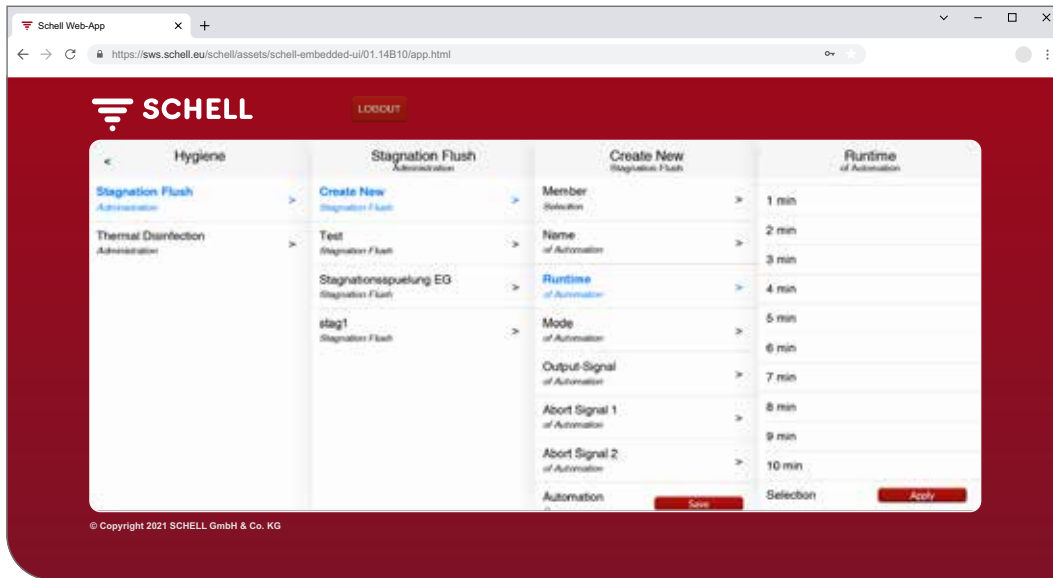 Schell Web-App
https://sws.schell.eu/schell/assets/schell-embedded-ui/01.14B10/app.html
SCHELL
LOGOUT
Hygiene
Stagnation Flush
Administration
Thermal Disinfection
Administration
Stagnation Flush
Administration
Create New
Stagnation Flush
Test
Stagnation Flush
Stagnationsspuelung EG
Stagnation Flush
stag1
Stagnation Flush
Create New
Stagnation Flush
Member
Selection
Name
of Automation
Runtime
of Automation
Mode
of Automation
Output-Signal
of Automation
Abort Signal 1
of Automation
Abort Signal 2
of Automation
Automation
Save
Runtime
of Automation
1 min
2 min
3 min
4 min
5 min
6 min
7 min
8 min
9 min
10 min
Selection
Apply
© Copyright 2021 SCHELL GmbH & Co. KG